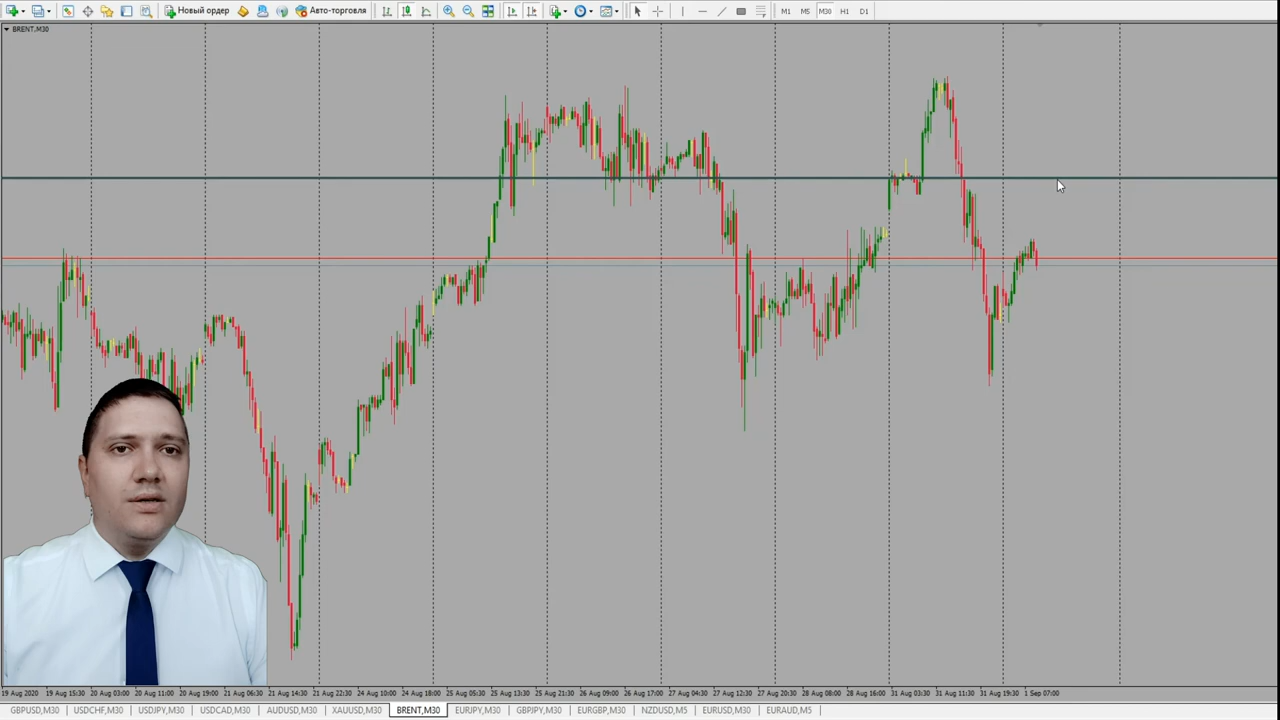 Новый ордер Авто-торговля M1 M5 M30 H1 D1
BRENT,M30
19 Aug 2020 19 Aug 15:30 20 Aug 03:00 20 Aug 11:00 20 Aug 19:00 21 Aug 06:30 21 Aug 14:30 21 Aug 22:30 24 Aug 10:00 24 Aug 18:00 25 Aug 05:30 25 Aug 13:30 25 Aug 21:30 26 Aug 09:00 26 Aug 17:00 27 Aug 04:30 27 Aug 12:30 27 Aug 20:30 28 Aug 08:00 28 Aug 16:00 31 Aug 03:30 31 Aug 11:30 31 Aug 19:30 1 Sep 07:00
GBPUSD,M30 USDCHF,M30 USDJPY,M30 USDCAD,M30 AUDUSD,M30 XAUUSD,M30 BRENT,M30 EURJPY,M30 GBPJPY,M30 EURGBP,M30 NZDUSD,M5 EURUSD,M30 EURAUD,M5